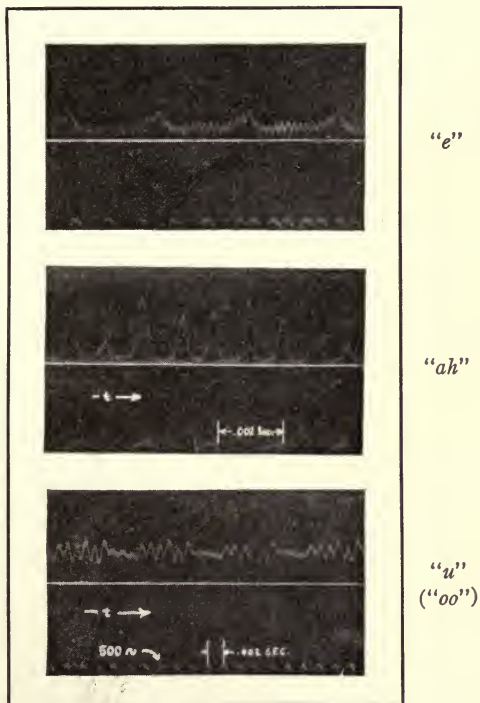 "e"
"ah"
- t →
"u"
("oo")
- t →
500 ~
.002 SEC.